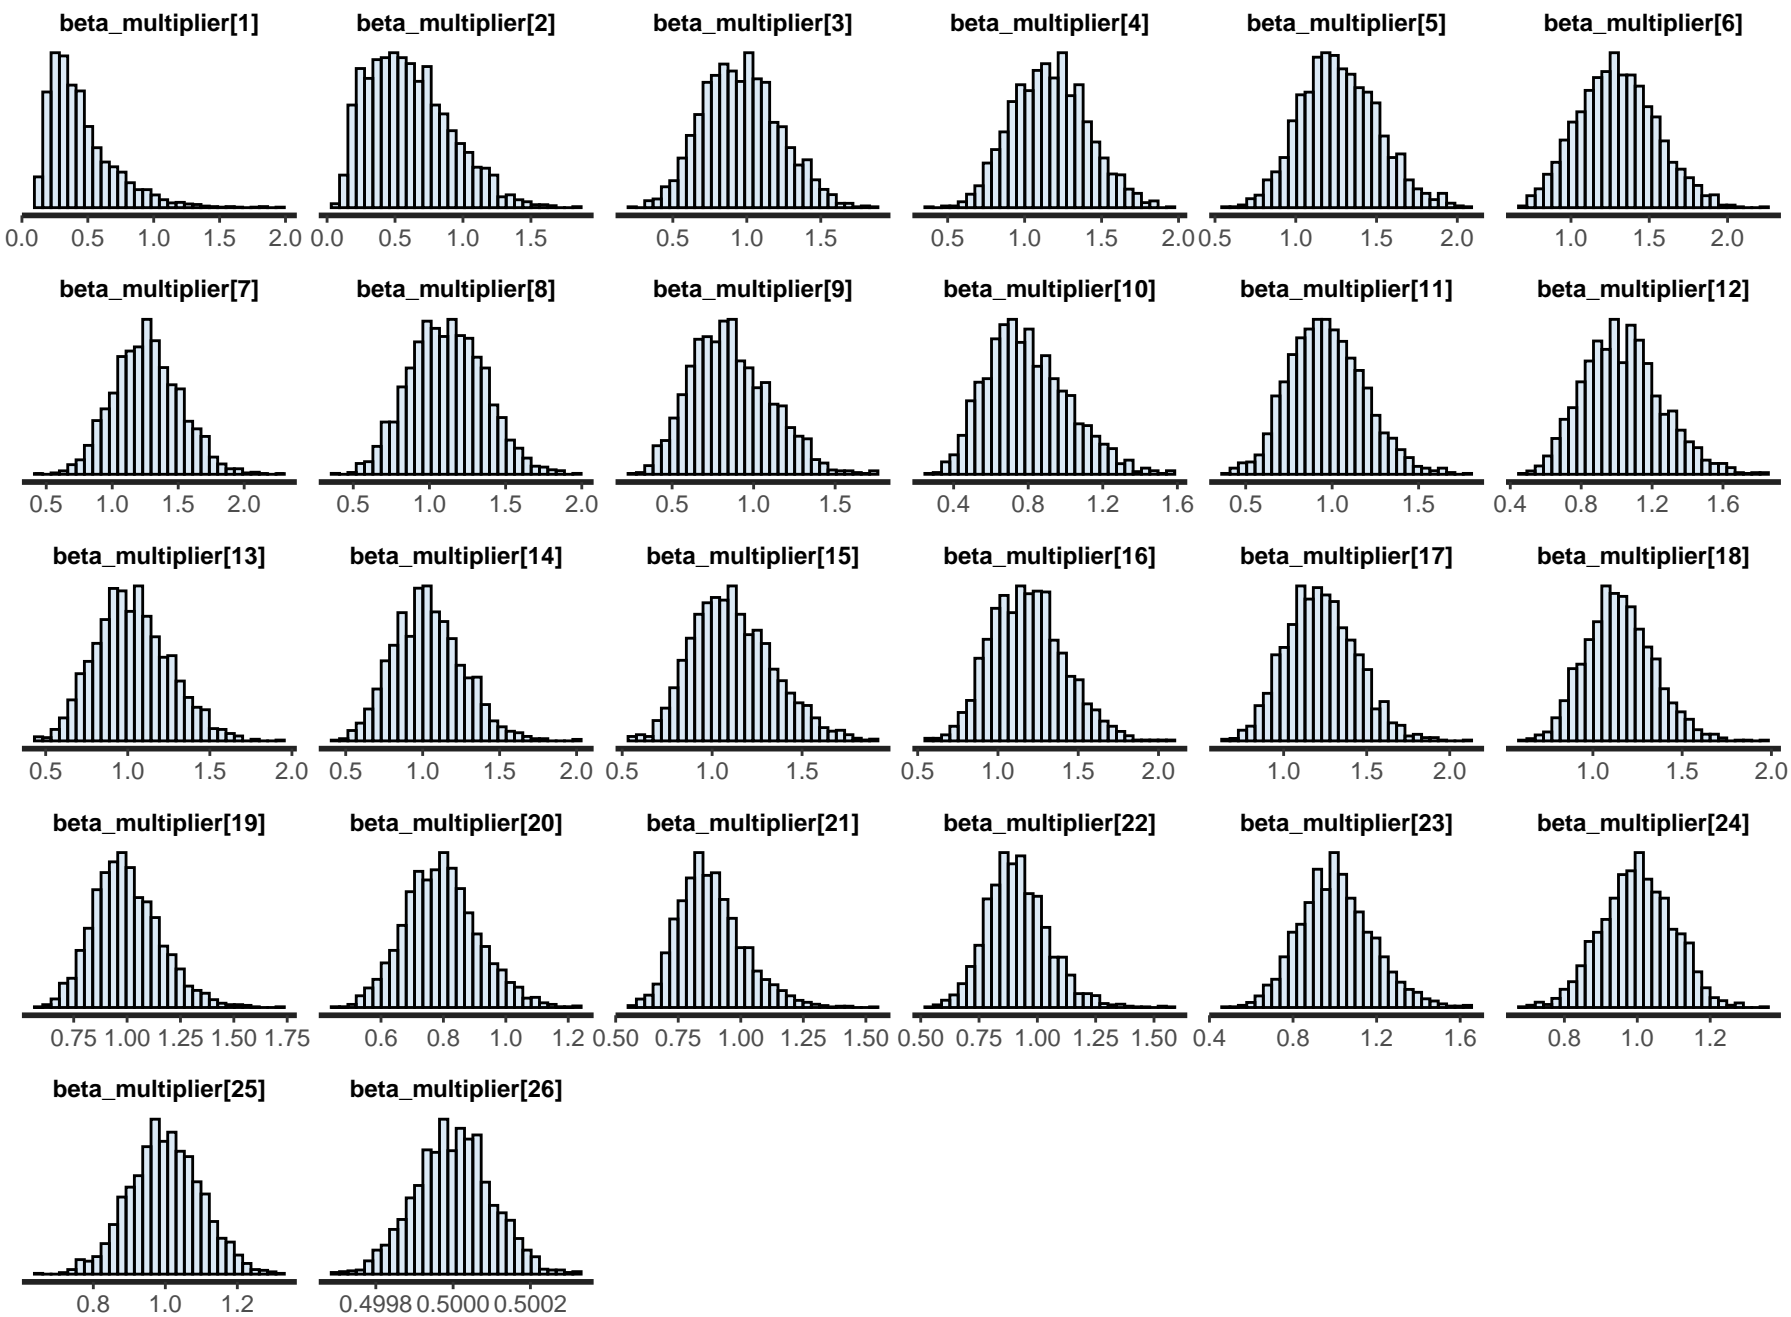 beta_multiplier[1] beta_multiplier[2] beta_multiplier[3] beta_multiplier[4] beta_multiplier[5] beta_multiplier[6]
0.0 0.5 1.0 1.5 2.0 0.0 0.5 1.0 1.5 0.5 1.0 1.5 0.5 1.0 1.5 2.0 0.5 1.0 1.5 2.0 1.0 1.5 2.0
beta_multiplier[7] beta_multiplier[8] beta_multiplier[9] beta_multiplier[10] beta_multiplier[11] beta_multiplier[12]
0.5 1.0 1.5 2.0 0.5 1.0 1.5 2.0 0.5 1.0 1.5 0.4 0.8 1.2 1.6 0.5 1.0 1.5 0.4 0.8 1.2 1.6
beta_multiplier[13] beta_multiplier[14] beta_multiplier[15] beta_multiplier[16] beta_multiplier[17] beta_multiplier[18]
0.5 1.0 1.5 2.0 0.5 1.0 1.5 2.0 0.5 1.0 1.5 0.5 1.0 1.5 2.0 1.0 1.5 2.0 1.0 1.5 2.0
beta_multiplier[19] beta_multiplier[20] beta_multiplier[21] beta_multiplier[22] beta_multiplier[23] beta_multiplier[24]
0.75 1.00 1.25 1.50 1.75 0.6 0.8 1.0 1.2 0.50 0.75 1.00 1.25 1.50 0.50 0.75 1.00 1.25 1.50 0.4 0.8 1.2 1.6 0.8 1.0 1.2
beta_multiplier[25] beta_multiplier[26]
0.8 1.0 1.2 0.4998 0.5000 0.5002